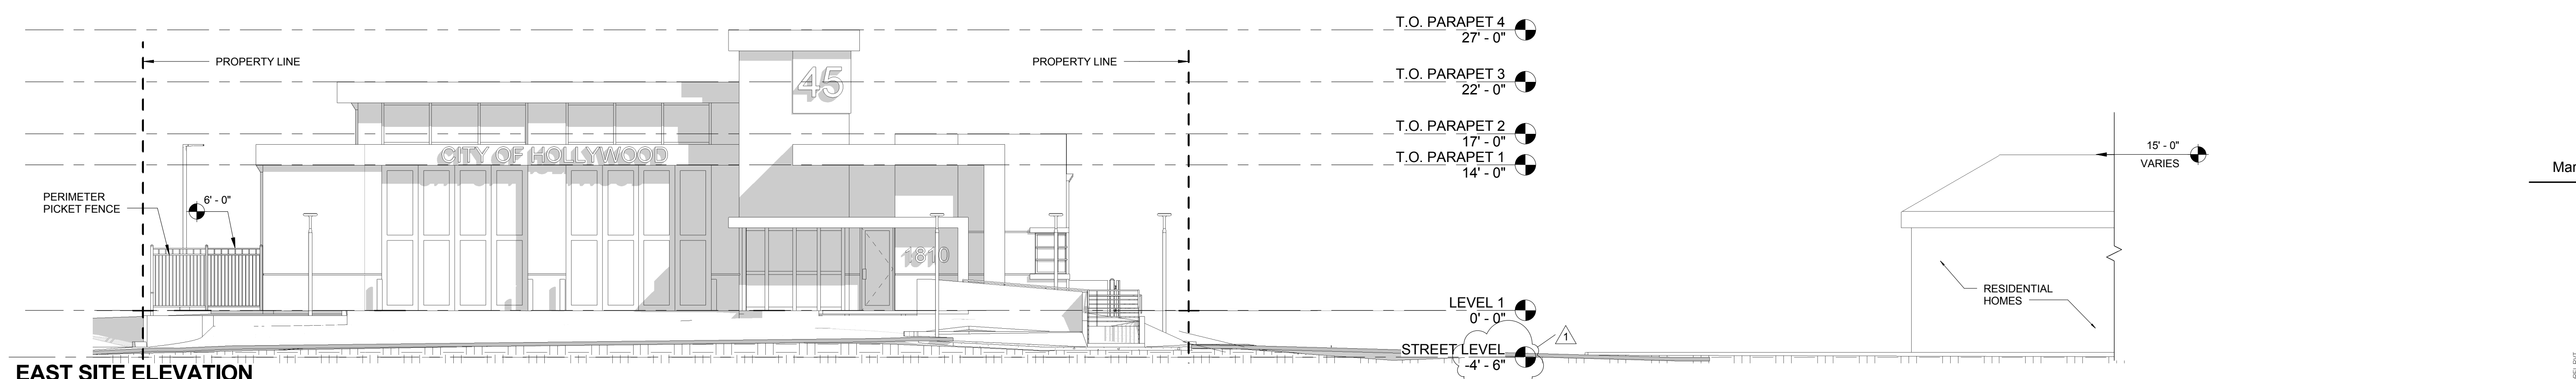 T.O. PARAPET 4
27' - 0"
PROPERTY LINE
PROPERTY LINE
T.O. PARAPET 3
22' - 0"
45
T.O. PARAPET 2
17' - 0"
CITY OF HOLLYWOOD
T.O. PARAPET 1
14' - 0"
15' - 0"
VARIES
Mar
PERIMETER
PICKET FENCE
6' - 0"
1810
RESIDENTIAL
HOMES
LEVEL 1
0' - 0"
1
STREET LEVEL
-4' - 6"
EAST SITE ELEVATION